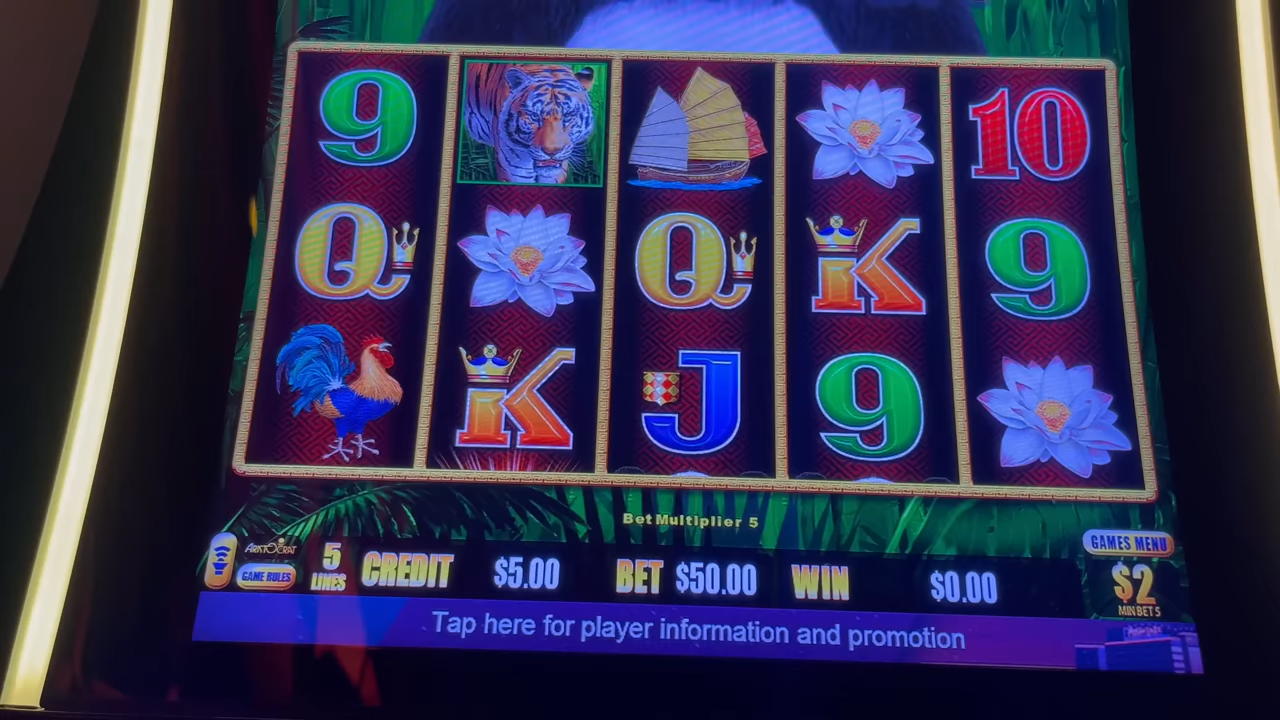 9 10
Q Q K 9
K J 9
Bet Multiplier 5
ARISTOCRAT
GAME RULES
5
LINES
CREDIT $5.00 BET $50.00 WIN $0.00
GAMES MENU
$2
MIN BET 5
Tap here for player information and promotion